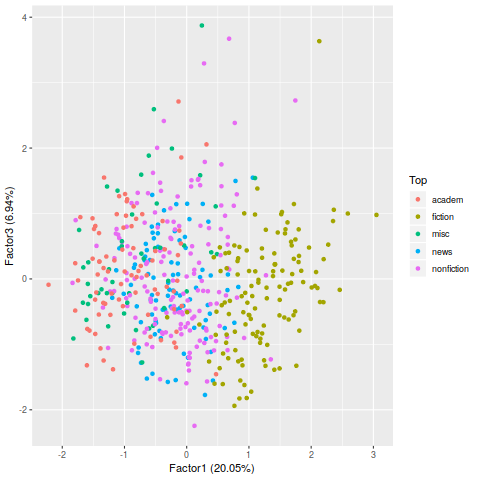 4
2
0
-2
-2
-1
0
1
2
3
Factor1 (20.05%)
Factor3 (6.94%)
Top
academ
fiction
misc
news
nonfiction